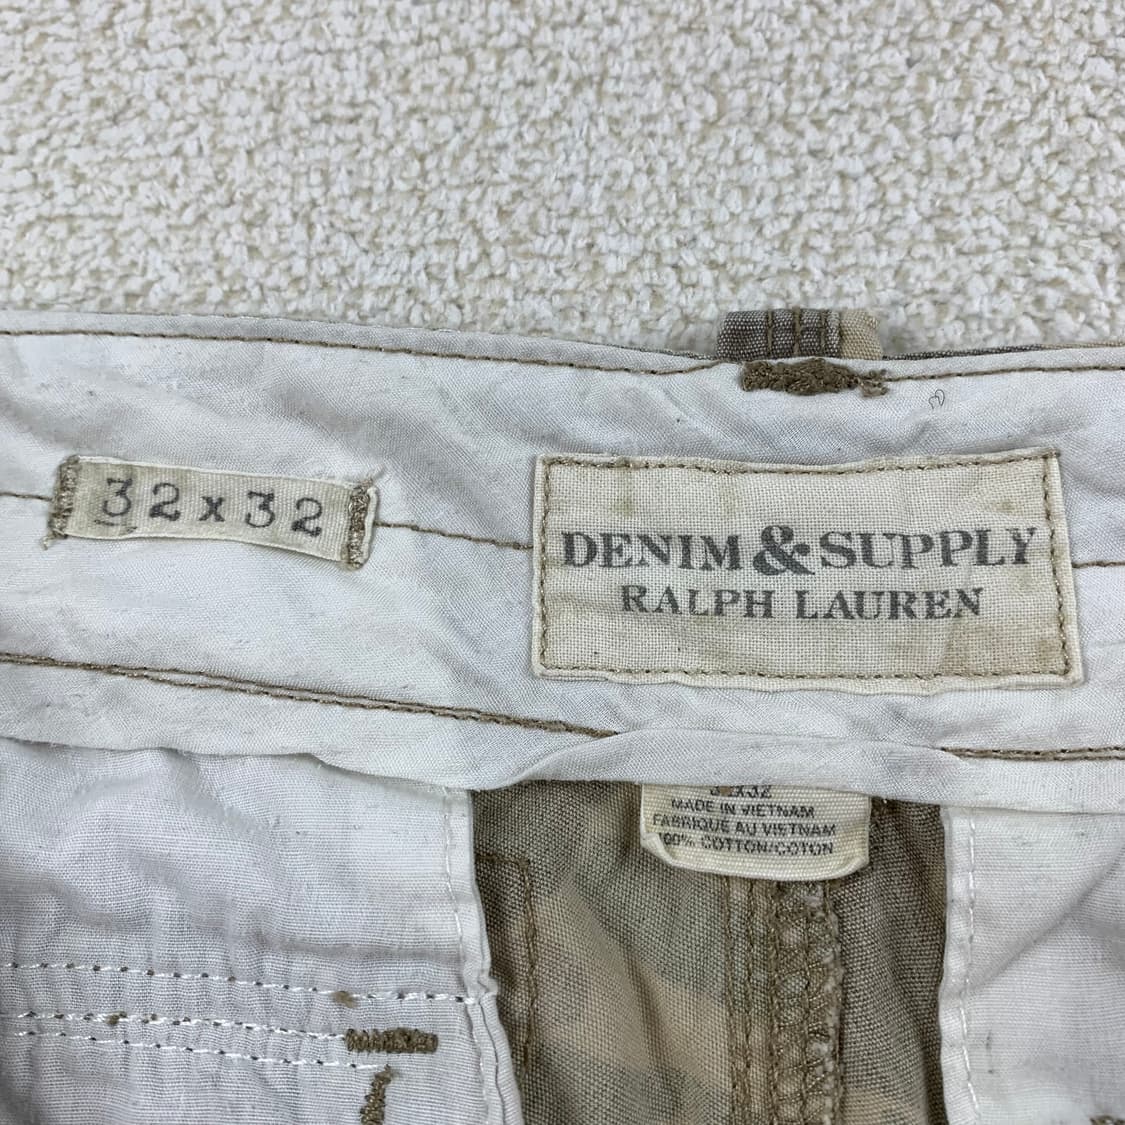 32x32
DENIM & SUPPLY
RALPH LAUREN
MADE IN VIETNAM
FABRIQUE AU VIETNAM
100% COTTON/COTON